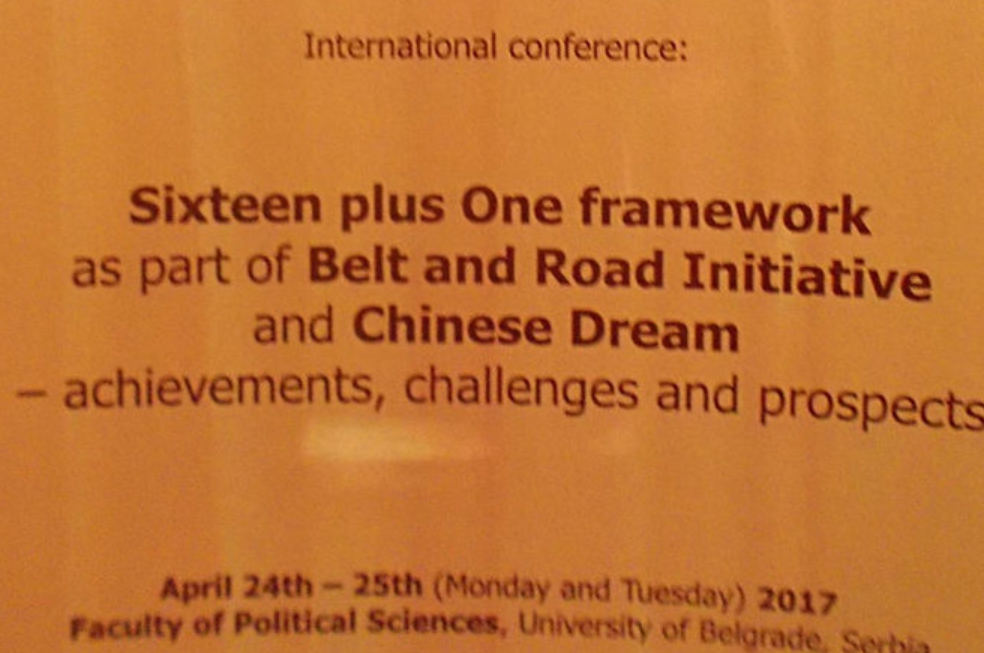 International conference:
Sixteen plus One framework
as part of Belt and Road Initiative
and Chinese Dream
– achievements, challenges and prospects
April 24th – 25th (Monday and Tuesday) 2017
Faculty of Political Sciences, University of Belgrade, Serbia